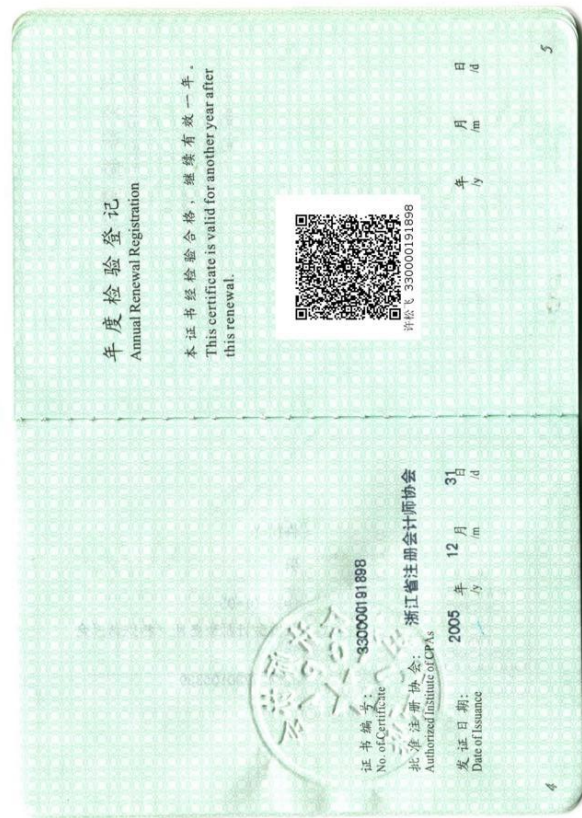 证书编号: 330000191898
No. of Certificate
批准注册协会: 浙江省注册会计师协会
Authorized Institute of CPAs
发证日期: 2005 年 12 月 31 日
Date of Issuance /y /m /d
4
年度检验登记
Annual Renewal Registration
本证书经检验合格，继续有效一年。
This certificate is valid for another year after
this renewal.
许松飞 330000191898
年 月 日
/y /m /d
5